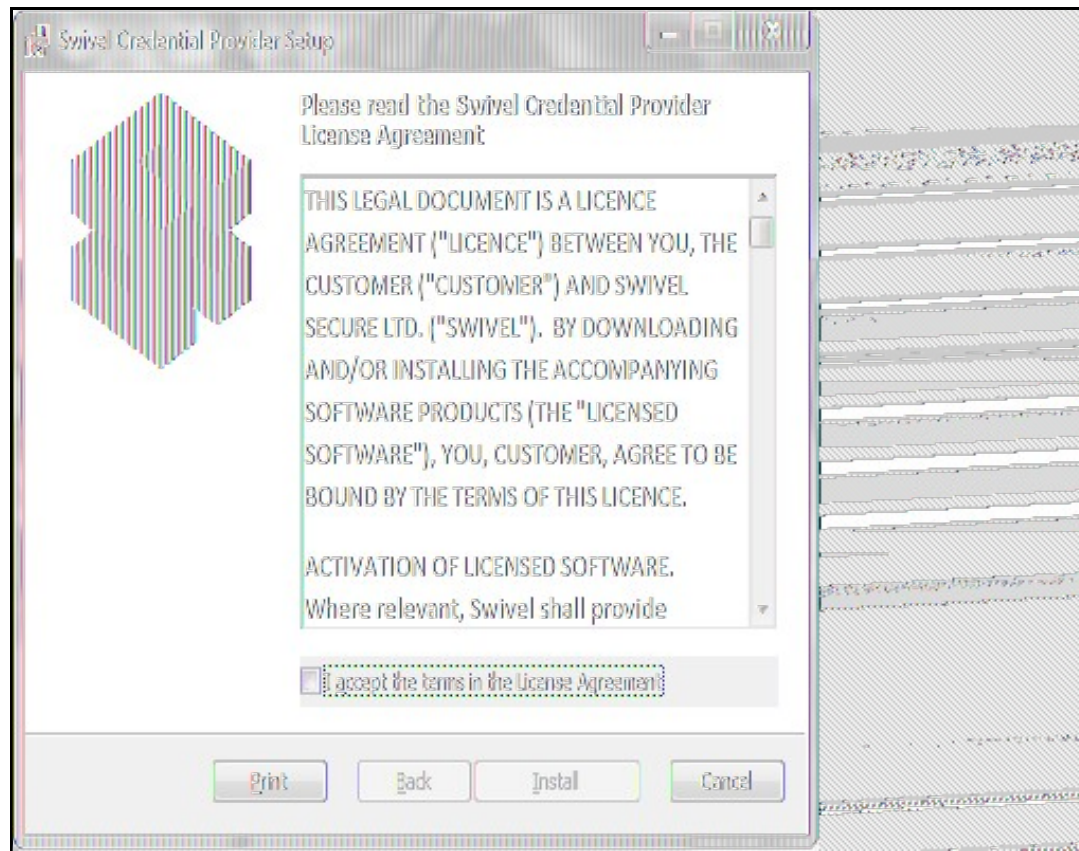 Swivel Credential Provider Setup
Please read the Swivel Credential Provider
License Agreement
THIS LEGAL DOCUMENT IS A LICENCE
AGREEMENT ("LICENCE") BETWEEN YOU, THE
CUSTOMER ("CUSTOMER") AND SWIVEL
SECURE LTD. ("SWIVEL").  BY DOWNLOADING
AND/OR INSTALLING THE ACCOMPANYING
SOFTWARE PRODUCTS (THE "LICENSED
SOFTWARE"), YOU, CUSTOMER, AGREE TO BE
BOUND BY THE TERMS OF THIS LICENCE.
ACTIVATION OF LICENSED SOFTWARE.
Where relevant, Swivel shall provide
I accept the terms in the License Agreement
Print Back Install Cancel